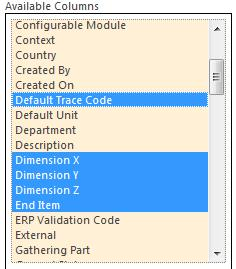 Available Columns
Configurable Module
Context
Country
Created By
Created On
Default Trace Code
Default Unit
Department
Description
Dimension X
Dimension Y
Dimension Z
End Item
ERP Validation Code
External
Gathering Part